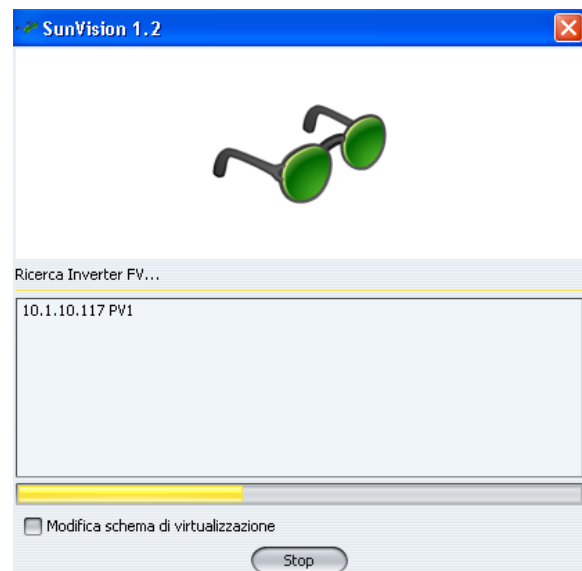 SunVision 1.2
Ricerca Inverter FV...
10.1.10.117 PV1
Modifica schema di virtualizzazione
Stop